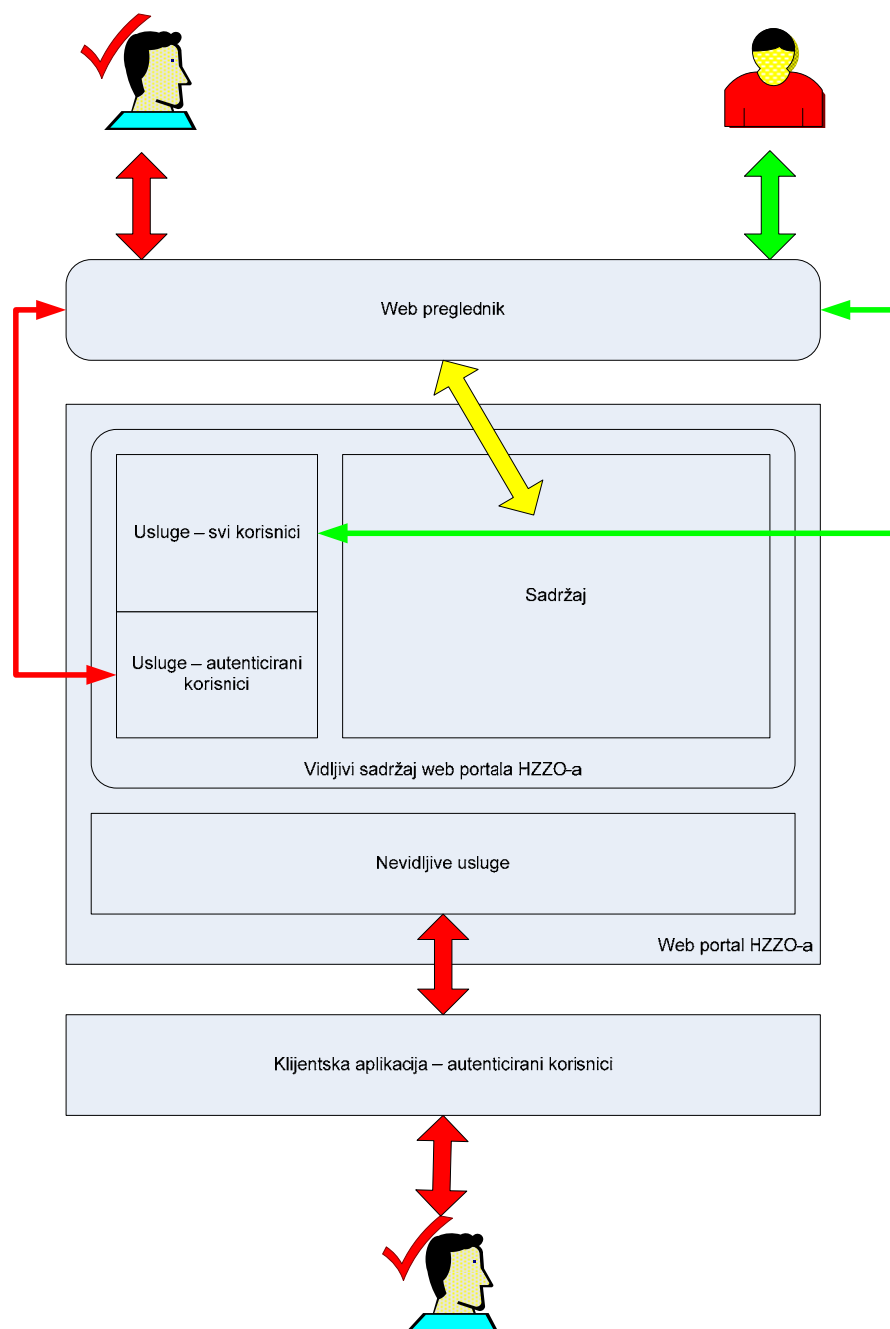 Web preglednik
Usluge – svi korisnici
Sadržaj
Usluge – autenticirani
korisnici
Vidljivi sadržaj web portala HZZO-a
Nevidljive usluge
Web portal HZZO-a
Klijentska aplikacija – autenticirani korisnici